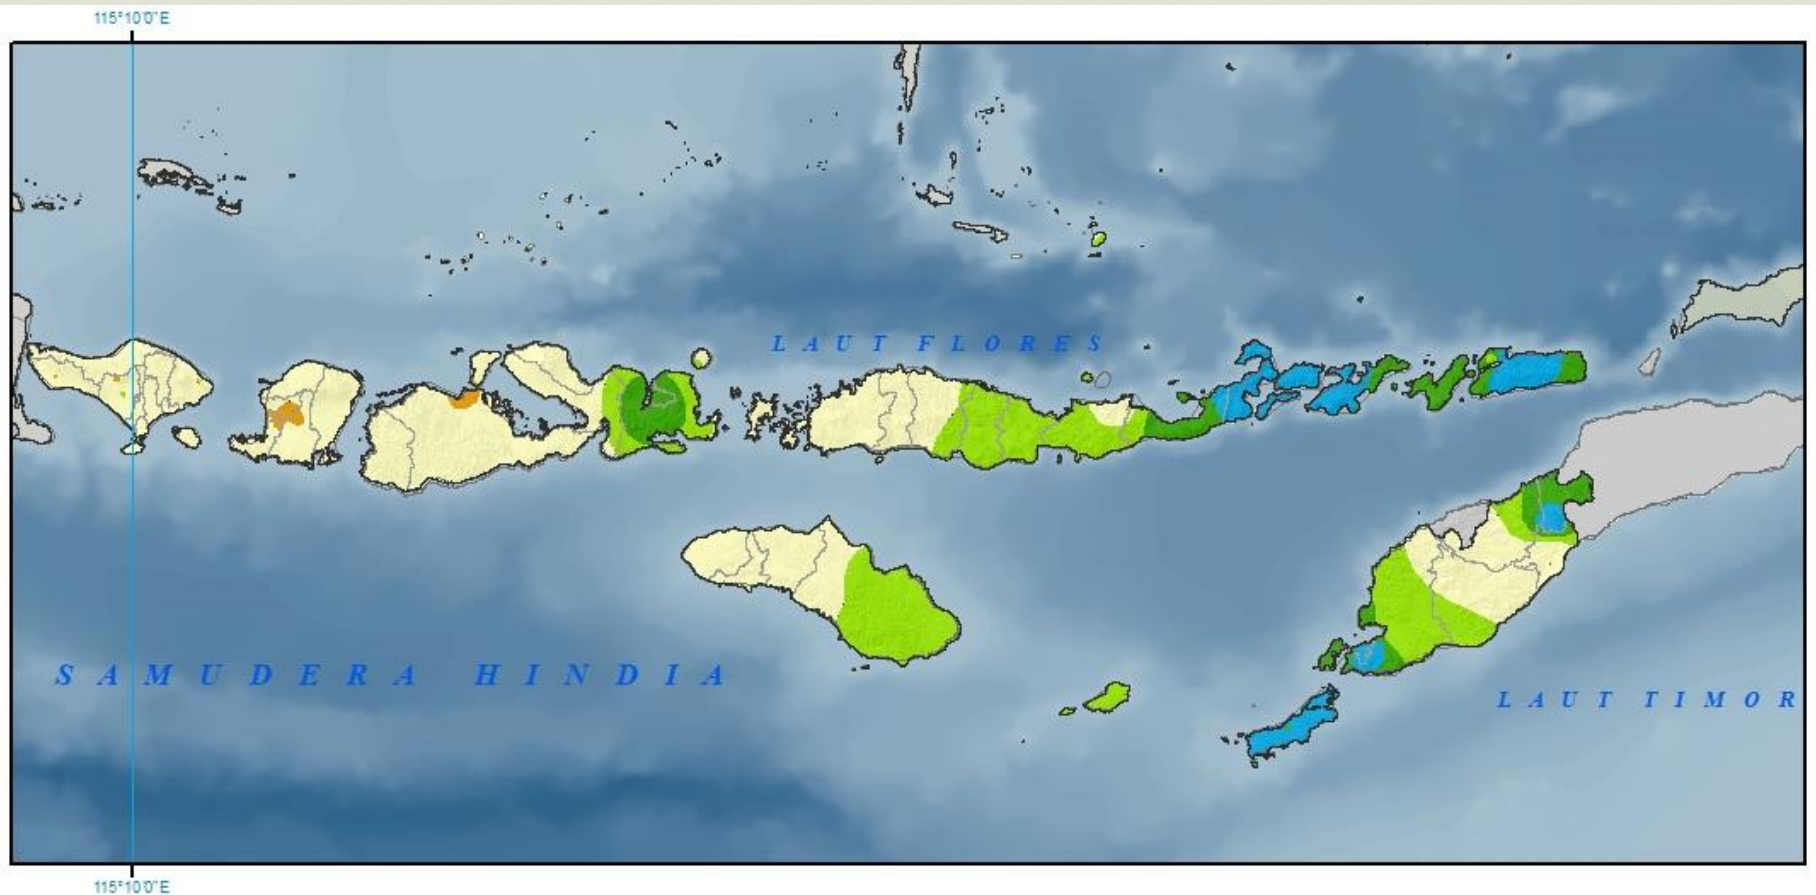 115°10'0"E
LAUT FLORES
SAMUDERA HINDIA
LAUT TIMOR
115°10'0"E